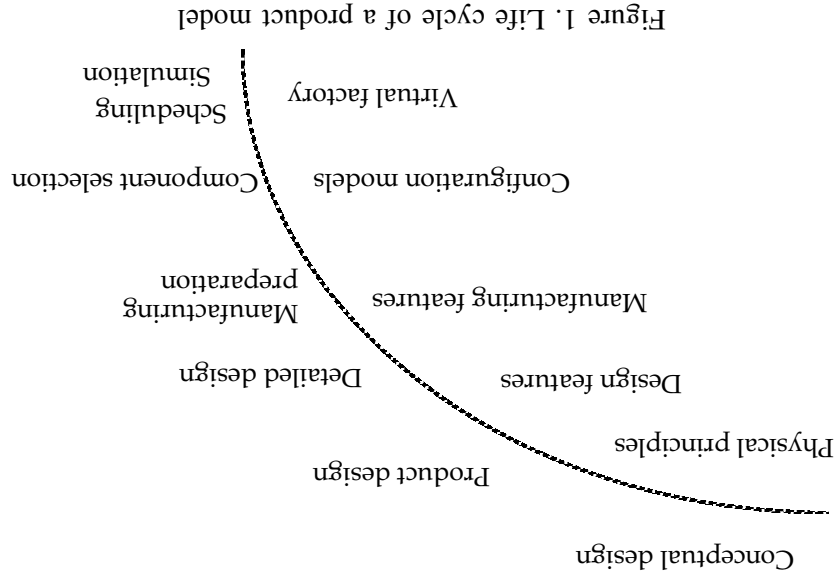 Conceptual design
Physical principles
Product design
Design features
Detailed design
Manufacturing features
Manufacturing
preparation
Configuration models
Component selection
Virtual factory
Scheduling
Simulation
Figure 1. Life cycle of a product model